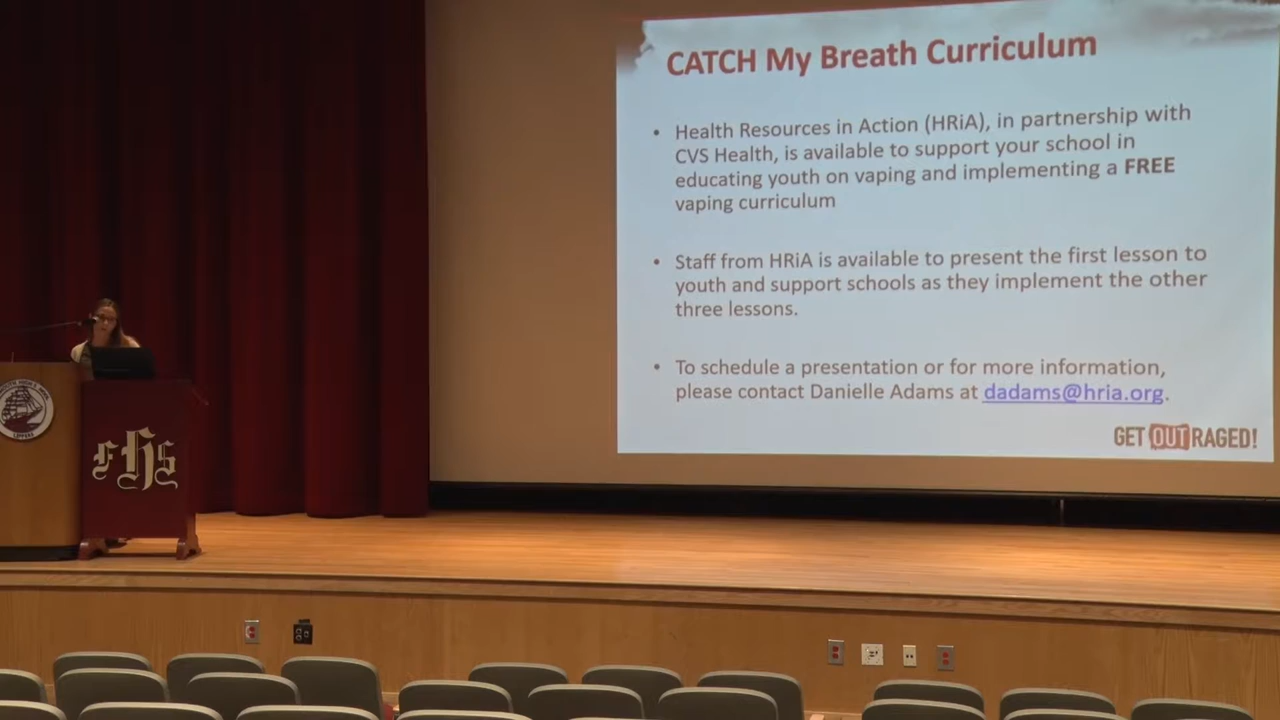 CATCH My Breath Curriculum
• Health Resources in Action (HRiA), in partnership with
CVS Health, is available to support your school in
educating youth on vaping and implementing a FREE
vaping curriculum
• Staff from HRiA is available to present the first lesson to
youth and support schools as they implement the other
three lessons.
• To schedule a presentation or for more information,
please contact Danielle Adams at dadams@hria.org.
GET OUTRAGED!
FHS